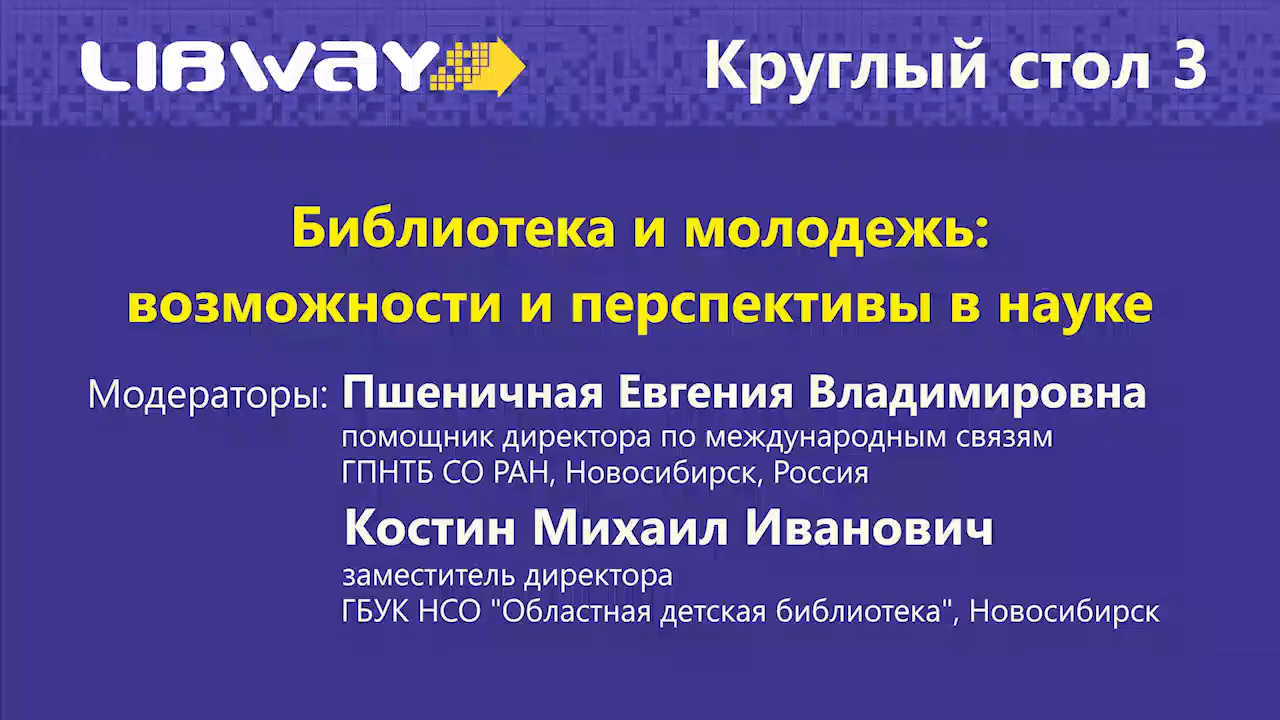 LIBWAY
Круглый стол 3
Библиотека и молодежь:
возможности и перспективы в науке
Модераторы: Пшеничная Евгения Владимировна
помощник директора по международным связям
ГПНТБ СО РАН, Новосибирск, Россия
Костин Михаил Иванович
заместитель директора
ГБУК НСО "Областная детская библиотека", Новосибирск